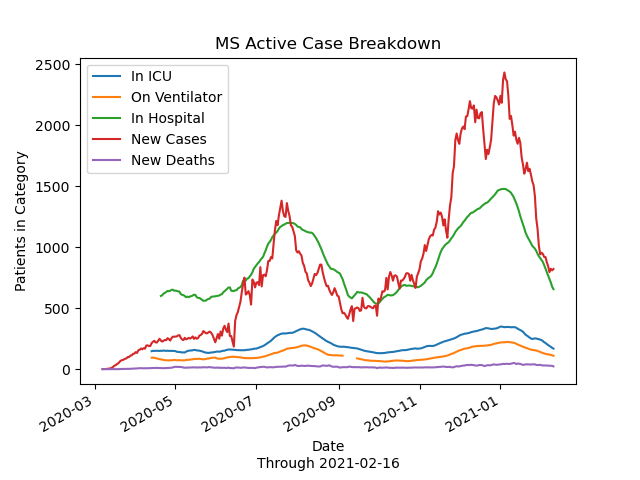 MS Active Case Breakdown
2500
2000
1500
1000
500
0
Patients in Category
In ICU
On Ventilator
In Hospital
New Cases
New Deaths
2020-03
2020-05
2020-07
2020-09
2020-11
2021-01
Date
Through 2021-02-16